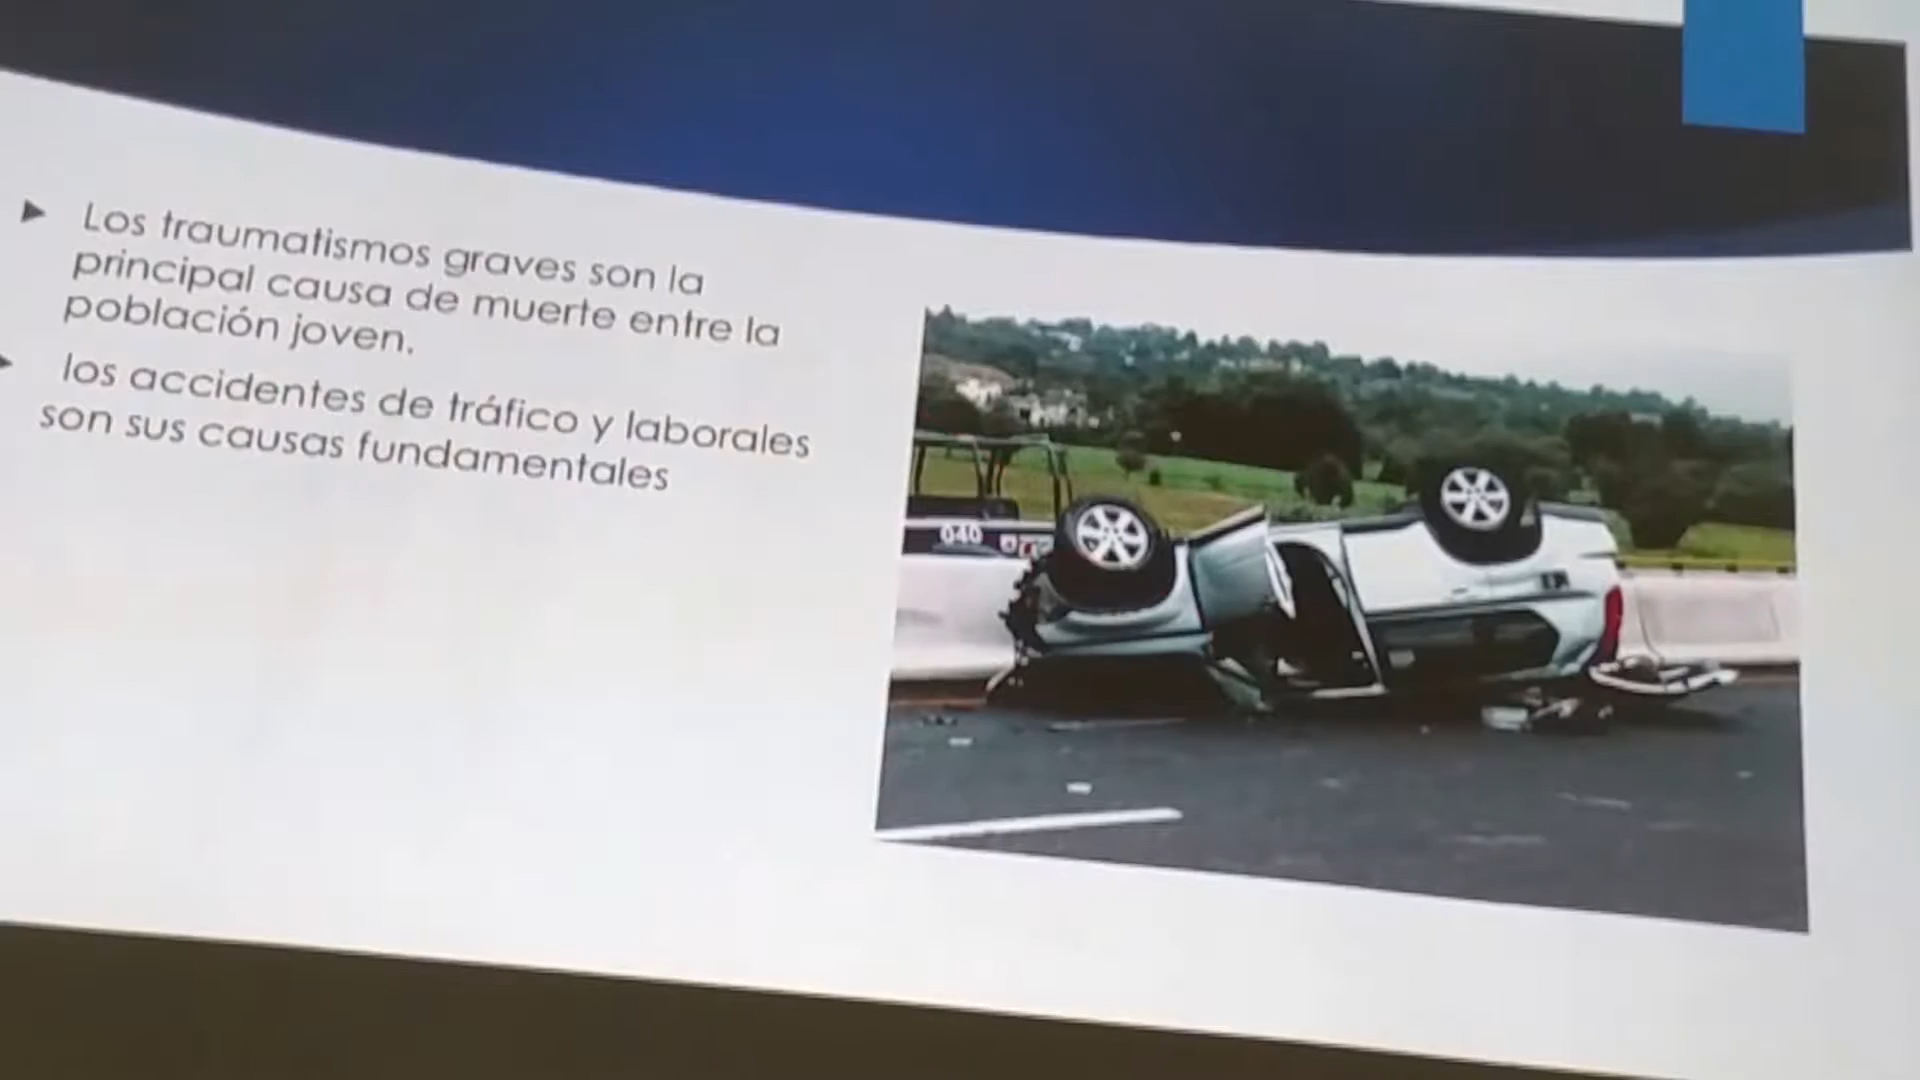 Los traumatismos graves son la
principal causa de muerte entre la
población joven.
los accidentes de tráfico y laborales
son sus causas fundamentales
040